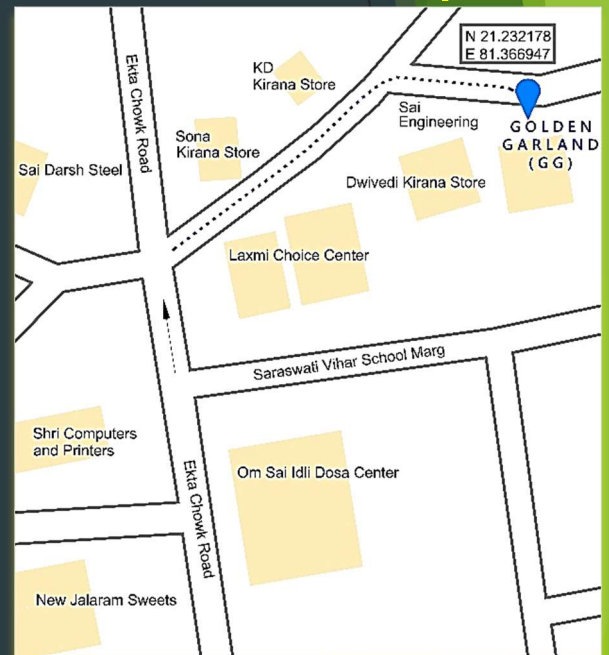 N 21.232178
E 81.366947
KD
Kirana Store
Ekta Chowk Road
Sai
Engineering
GOLDEN
GARLAND
(GG)
Sona
Kirana Store
Sai Darsh Steel
Dwivedi Kirana Store
Laxmi Choice Center
Saraswati Vihar School Marg
Shri Computers
and Printers
Om Sai Idli Dosa Center
Ekta Chowk Road
New Jalaram Sweets